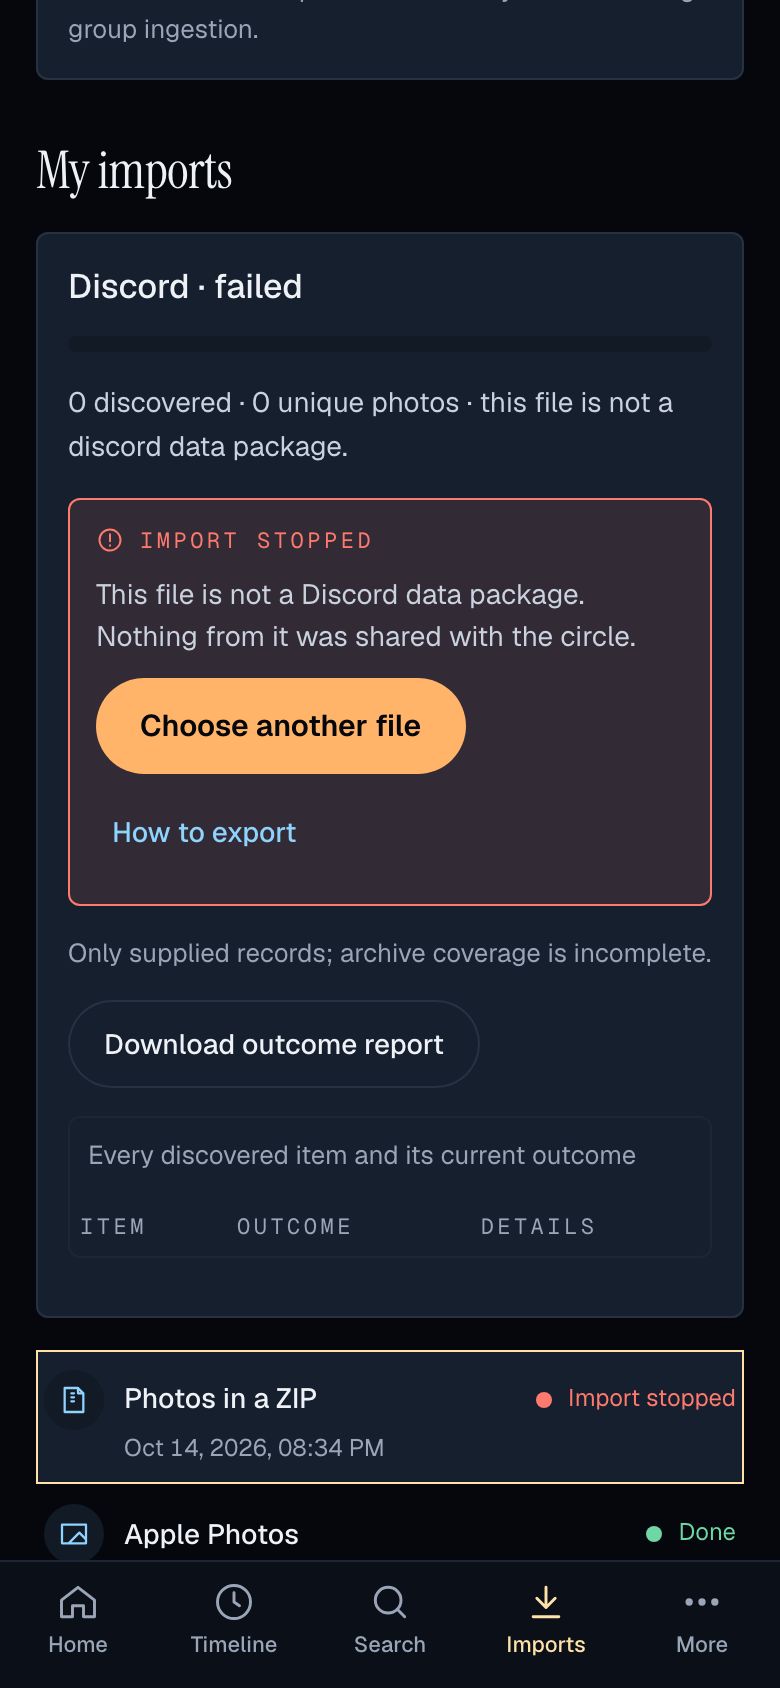 group ingestion.
My imports
Discord · failed
0 discovered · 0 unique photos · this file is not a
discord data package.
IMPORT STOPPED
This file is not a Discord data package.
Nothing from it was shared with the circle.
Choose another file
How to export
Only supplied records; archive coverage is incomplete.
Download outcome report
Every discovered item and its current outcome
ITEM OUTCOME DETAILS
Photos in a ZIP Import stopped
Oct 14, 2026, 08:34 PM
Apple Photos Done
Home Timeline Search Imports More